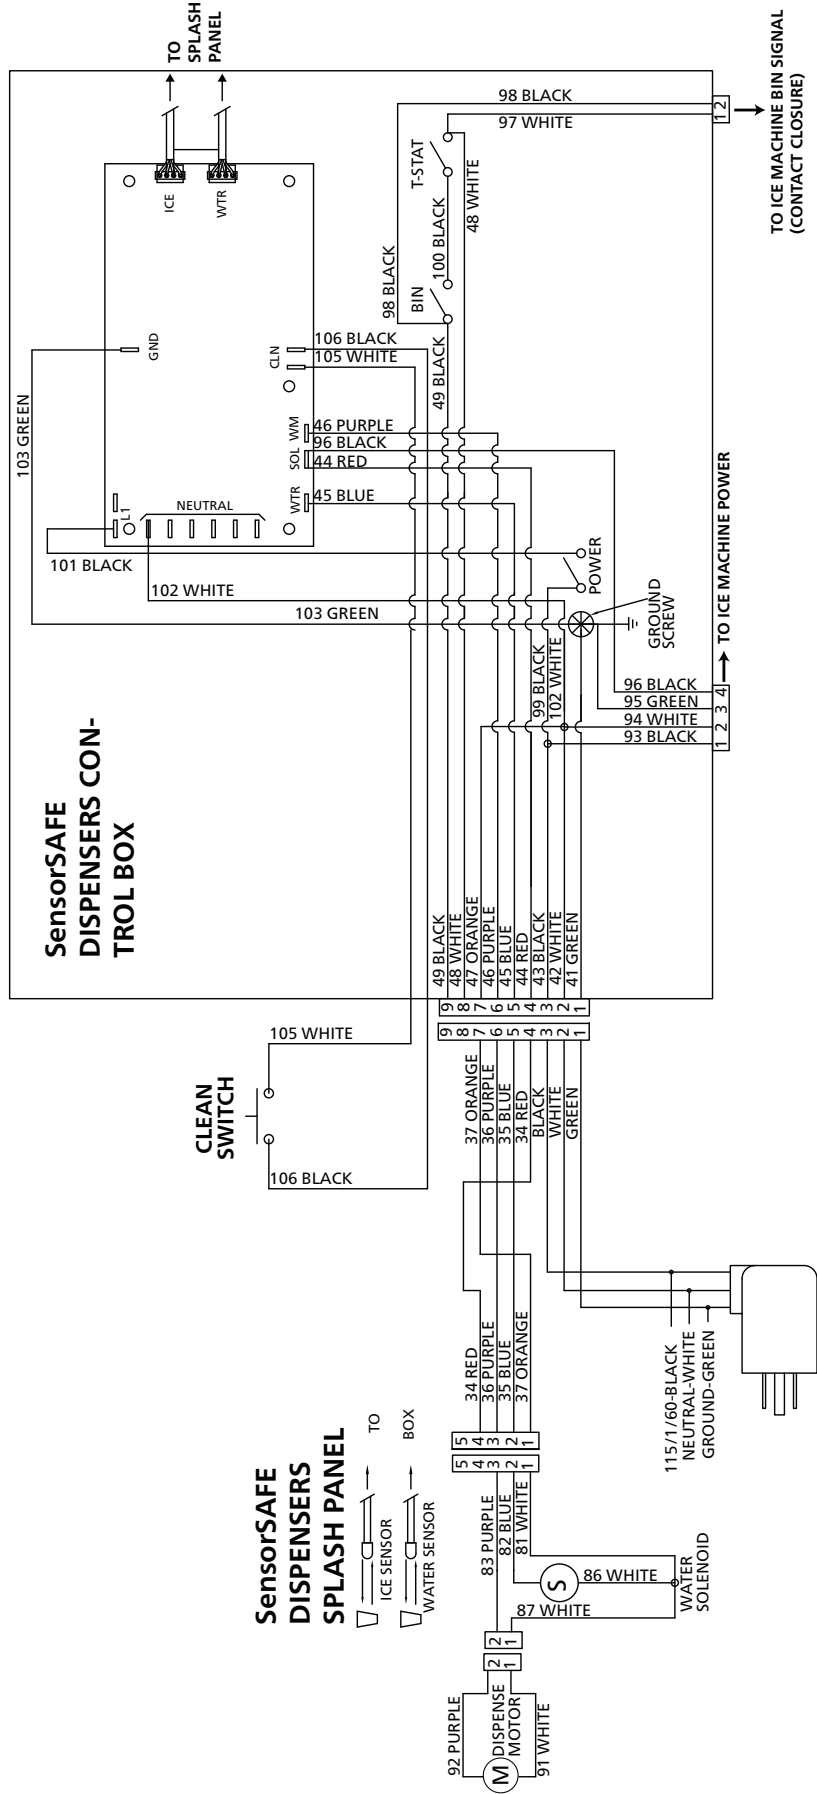 TO
SPLASH
PANEL
98 BLACK
97 WHITE
1 2
TO ICE MACHINE BIN SIGNAL
(CONTACT CLOSURE)
ICE
WTR
T-STAT
48 WHITE
100 BLACK
98 BLACK
BIN
49 BLACK
GND
CLN
106 BLACK
105 WHITE
103 GREEN
46 PURPLE
WM
96 BLACK
SOL
44 RED
WTR
45 BLUE
L1
NEUTRAL
101 BLACK
102 WHITE
103 GREEN
POWER
GROUND
SCREW
99 BLACK
102 WHITE
TO ICE MACHINE POWER
96 BLACK
95 GREEN
94 WHITE
93 BLACK
1 2 3 4
SensorSAFE
DISPENSERS CON-
TROL BOX
49 BLACK
48 WHITE
47 ORANGE
46 PURPLE
45 BLUE
44 RED
43 BLACK
42 WHITE
41 GREEN
9 8 7 6 5 4 3 2 1
9 8 7 6 5 4 3 2 1
CLEAN
SWITCH
105 WHITE
106 BLACK
37 ORANGE
36 PURPLE
35 BLUE
34 RED
BLACK
WHITE
GREEN
34 RED
36 PURPLE
35 BLUE
37 ORANGE
115/1/60-BLACK
NEUTRAL-WHITE
GROUND-GREEN
SensorSAFE
DISPENSERS
SPLASH PANEL
ICE SENSOR
TO
WATER SENSOR
BOX
5 4 3 2 1
5 4 3 2 1
83 PURPLE
82 BLUE
81 WHITE
S
86 WHITE
87 WHITE
WATER
SOLENOID
2 1
2 1
92 PURPLE
M
DISPENSE
MOTOR
91 WHITE